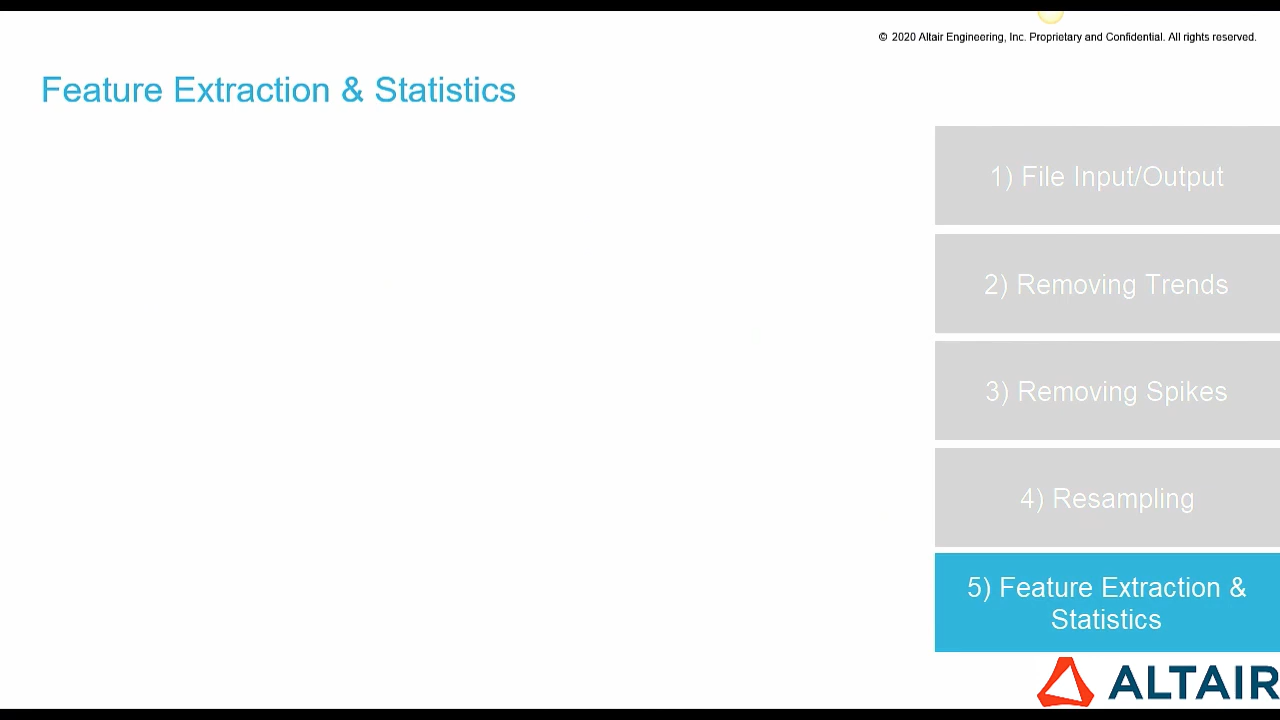 © 2020 Altair Engineering, Inc. Proprietary and Confidential. All rights reserved.
Feature Extraction & Statistics
1) File Input/Output
2) Removing Trends
3) Removing Spikes
4) Resampling
5) Feature Extraction &
Statistics
ALTAIR